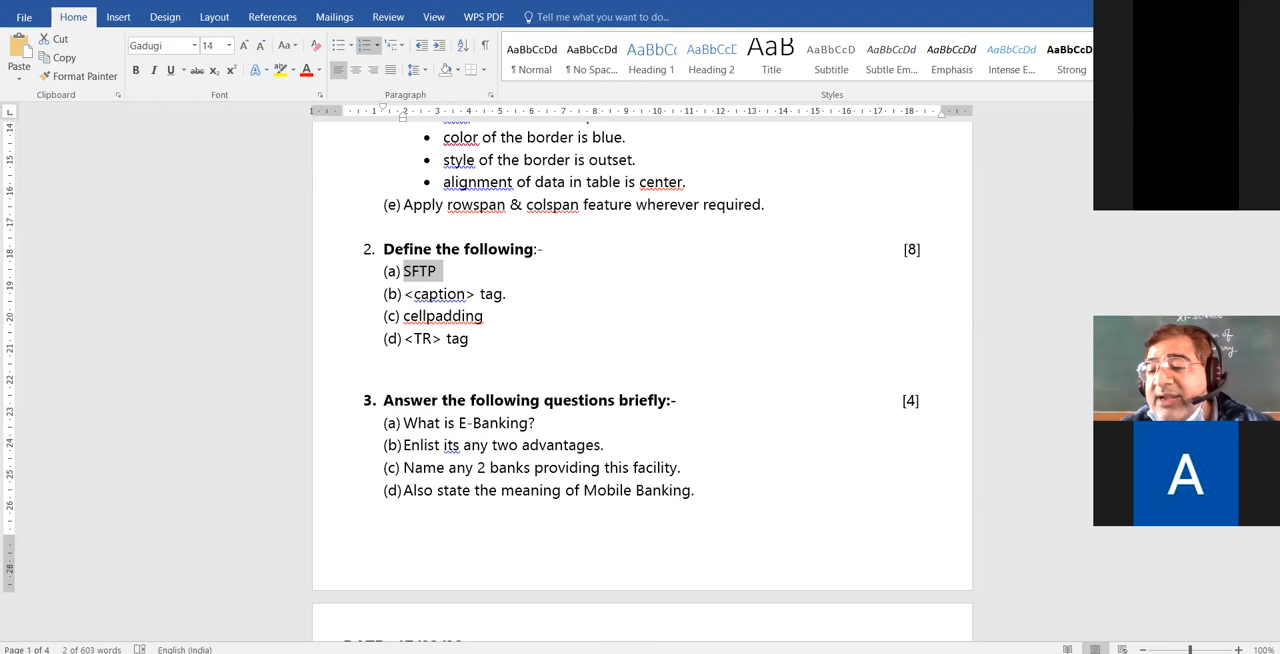 File Home Insert Design Layout References Mailings Review View WPS PDF Tell me what you want to do...
Paste Cut Copy Format Painter Clipboard
Gadugi 14 Font
Paragraph
AaBbCcDd AaBbCcDd AaBbCc AaBbCcD AaB AaBbCcD AaBbCcDd AaBbCcDd AaBbCcDd AaBbCcD
¶ Normal ¶ No Spac... Heading 1 Heading 2 Title Subtitle Subtle Em... Emphasis Intense E... Strong
Styles
• color of the border is blue.
• style of the border is outset.
• alignment of data in table is center.
(e) Apply rowspan & colspan feature wherever required.
2. Define the following:- [8]
(a) SFTP
(b) <caption> tag.
(c) cellpadding
(d) <TR> tag
3. Answer the following questions briefly:- [4]
(a) What is E-Banking?
(b) Enlist its any two advantages.
(c) Name any 2 banks providing this facility.
(d) Also state the meaning of Mobile Banking.
A
Page 1 of 4 2 of 603 words English (India) 100%